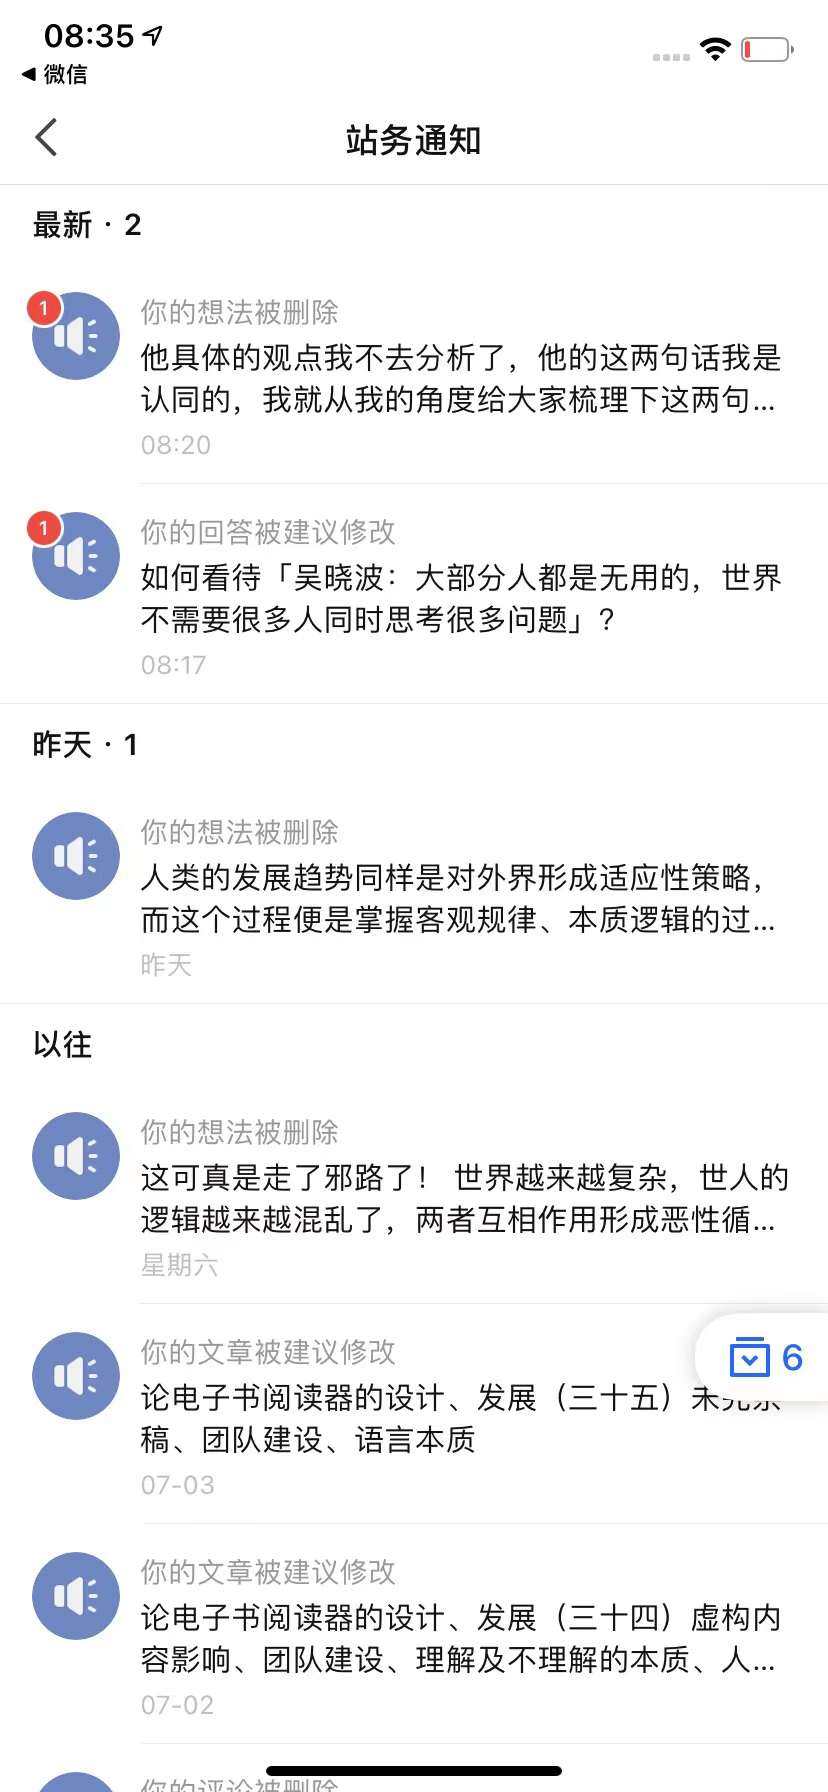 08:35
微信
站务通知
最新 · 2
1
你的想法被删除
他具体的观点我不去分析了，他的这两句话我是
认同的，我就从我的角度给大家梳理下这两句...
08:20
1
你的回答被建议修改
如何看待「吴晓波：大部分人都是无用的，世界
不需要很多人同时思考很多问题」？
08:17
昨天 · 1
你的想法被删除
人类的发展趋势同样是对外界形成适应性策略，
而这个过程便是掌握客观规律、本质逻辑的过...
昨天
以往
你的想法被删除
这可真是走了邪路了！ 世界越来越复杂，世人的
逻辑越来越混乱了，两者互相作用形成恶性循...
星期六
你的文章被建议修改
6
论电子书阅读器的设计、发展（三十五）未
稿、团队建设、语言本质
07-03
你的文章被建议修改
论电子书阅读器的设计、发展（三十四）虚构内
容影响、团队建设、理解及不理解的本质、人...
07-02
你的评论被删除